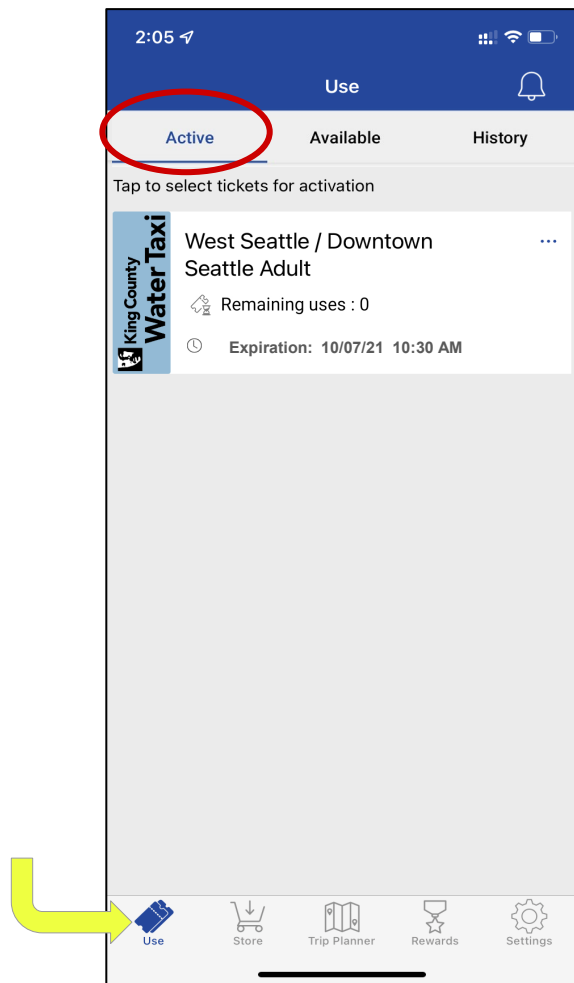 2:05
Use
Active Available History
Tap to select tickets for activation
King County
Water Taxi
West Seattle / Downtown
Seattle Adult
Remaining uses : 0
Expiration: 10/07/21 10:30 AM
Use Store Trip Planner Rewards Settings